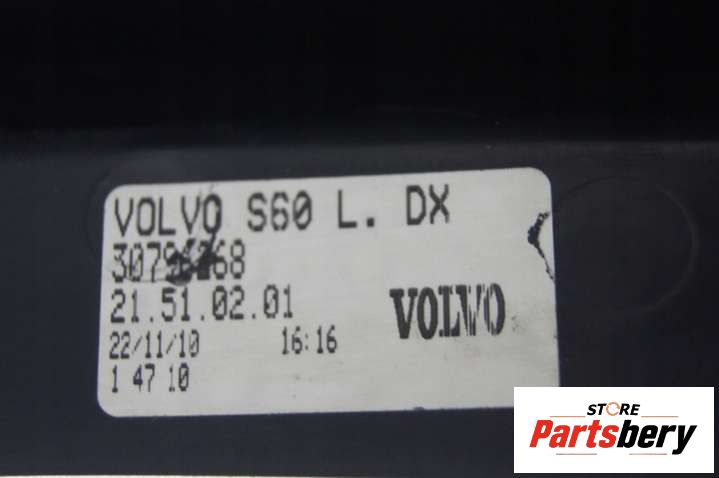 VOLVO S60 L. DX
21.51.02.01
VOLVO
22/11/10 16:16
1 47 10
STORE
Partsbery